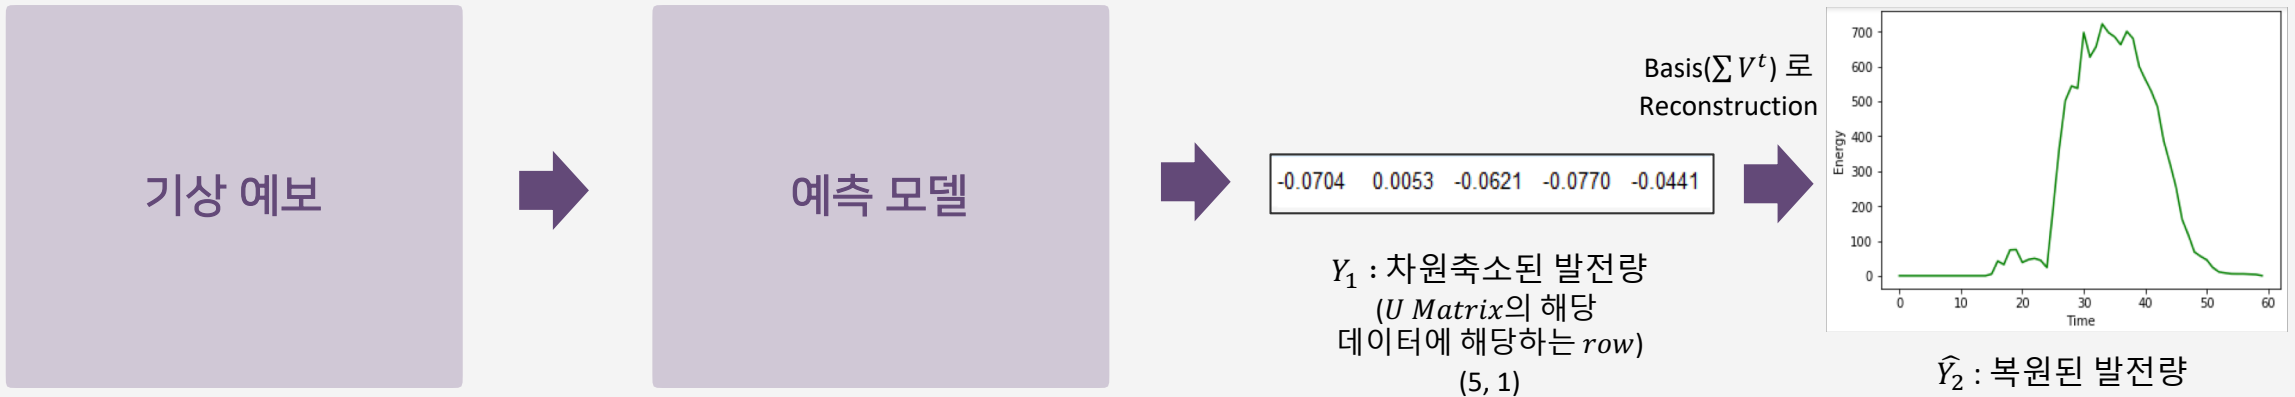 기상 예보
예측 모델
-0.0704 0.0053 -0.0621 -0.0770 -0.0441
Y₁ : 차원축소된 발전량
(U Matrix의 해당
데이터에 해당하는 row)
(5, 1)
Basis(∑ Vᵗ) 로
Reconstruction
Energy
700
600
500
400
300
200
100
0
0 10 20 30 40 50 60
Time
Ŷ₂ : 복원된 발전량